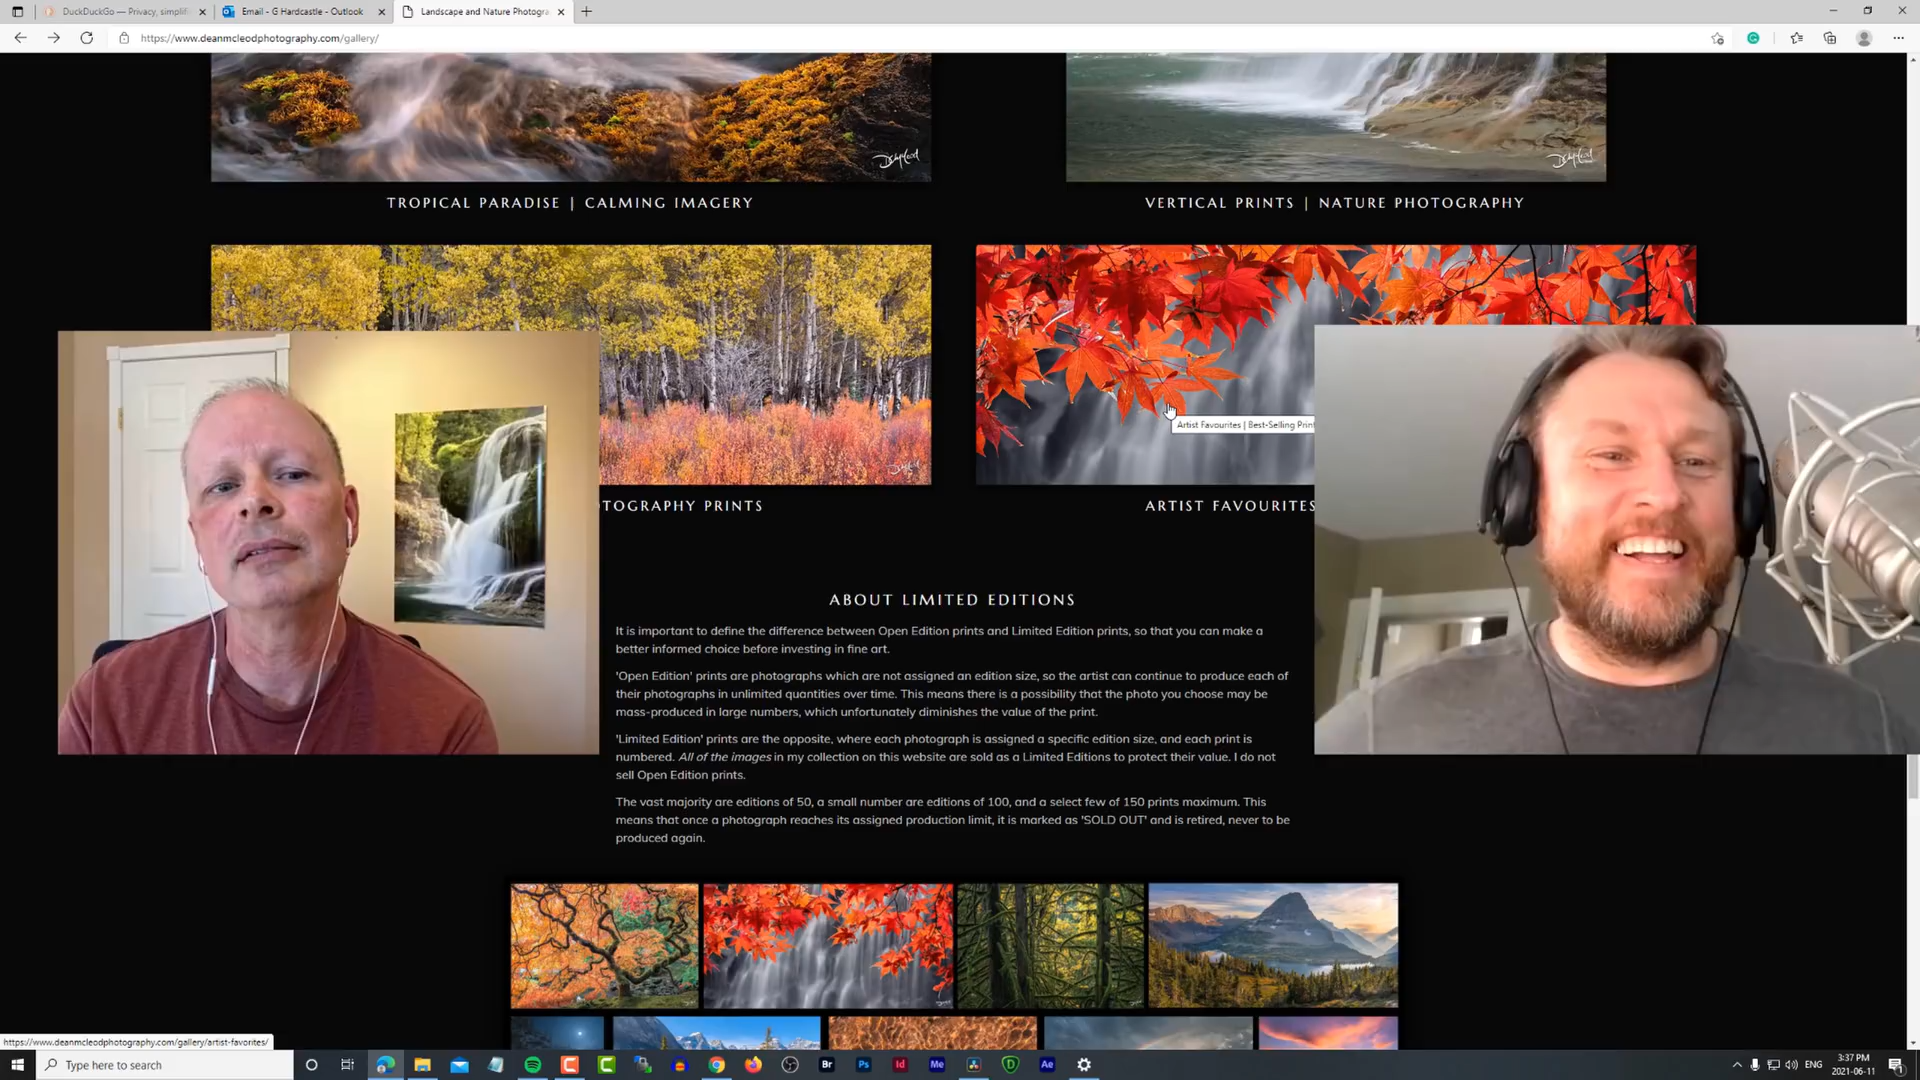 DuckDuckGo — Privacy, simplifi
Email - G Hardcastle - Outlook
Landscape and Nature Photogra
https://www.deanmcleodphotography.com/gallery/
TROPICAL PARADISE | CALMING IMAGERY
VERTICAL PRINTS | NATURE PHOTOGRAPHY
Artist Favourites | Best-Selling Prin
TOGRAPHY PRINTS
ARTIST FAVOURITES
ABOUT LIMITED EDITIONS
It is important to define the difference between Open Edition prints and Limited Edition prints, so that you can make a
better informed choice before investing in fine art.
'Open Edition' prints are photographs which are not assigned an edition size, so the artist can continue to produce each of
their photographs in unlimited quantities over time. This means there is a possibility that the photo you choose may be
mass-produced in large numbers, which unfortunately diminishes the value of the print.
'Limited Edition' prints are the opposite, where each photograph is assigned a specific edition size, and each print is
numbered. All of the images in my collection on this website are sold as a Limited Editions to protect their value. I do not
sell Open Edition prints.
The vast majority are editions of 50, a small number are editions of 100, and a select few of 150 prints maximum. This
means that once a photograph reaches its assigned production limit, it is marked as 'SOLD OUT' and is retired, never to be
produced again.
https://www.deanmcleodphotography.com/gallery/artist-favorites/
Type here to search
Br
Ps
Id
Me
Ae
ENG
3:37 PM
2021-06-11